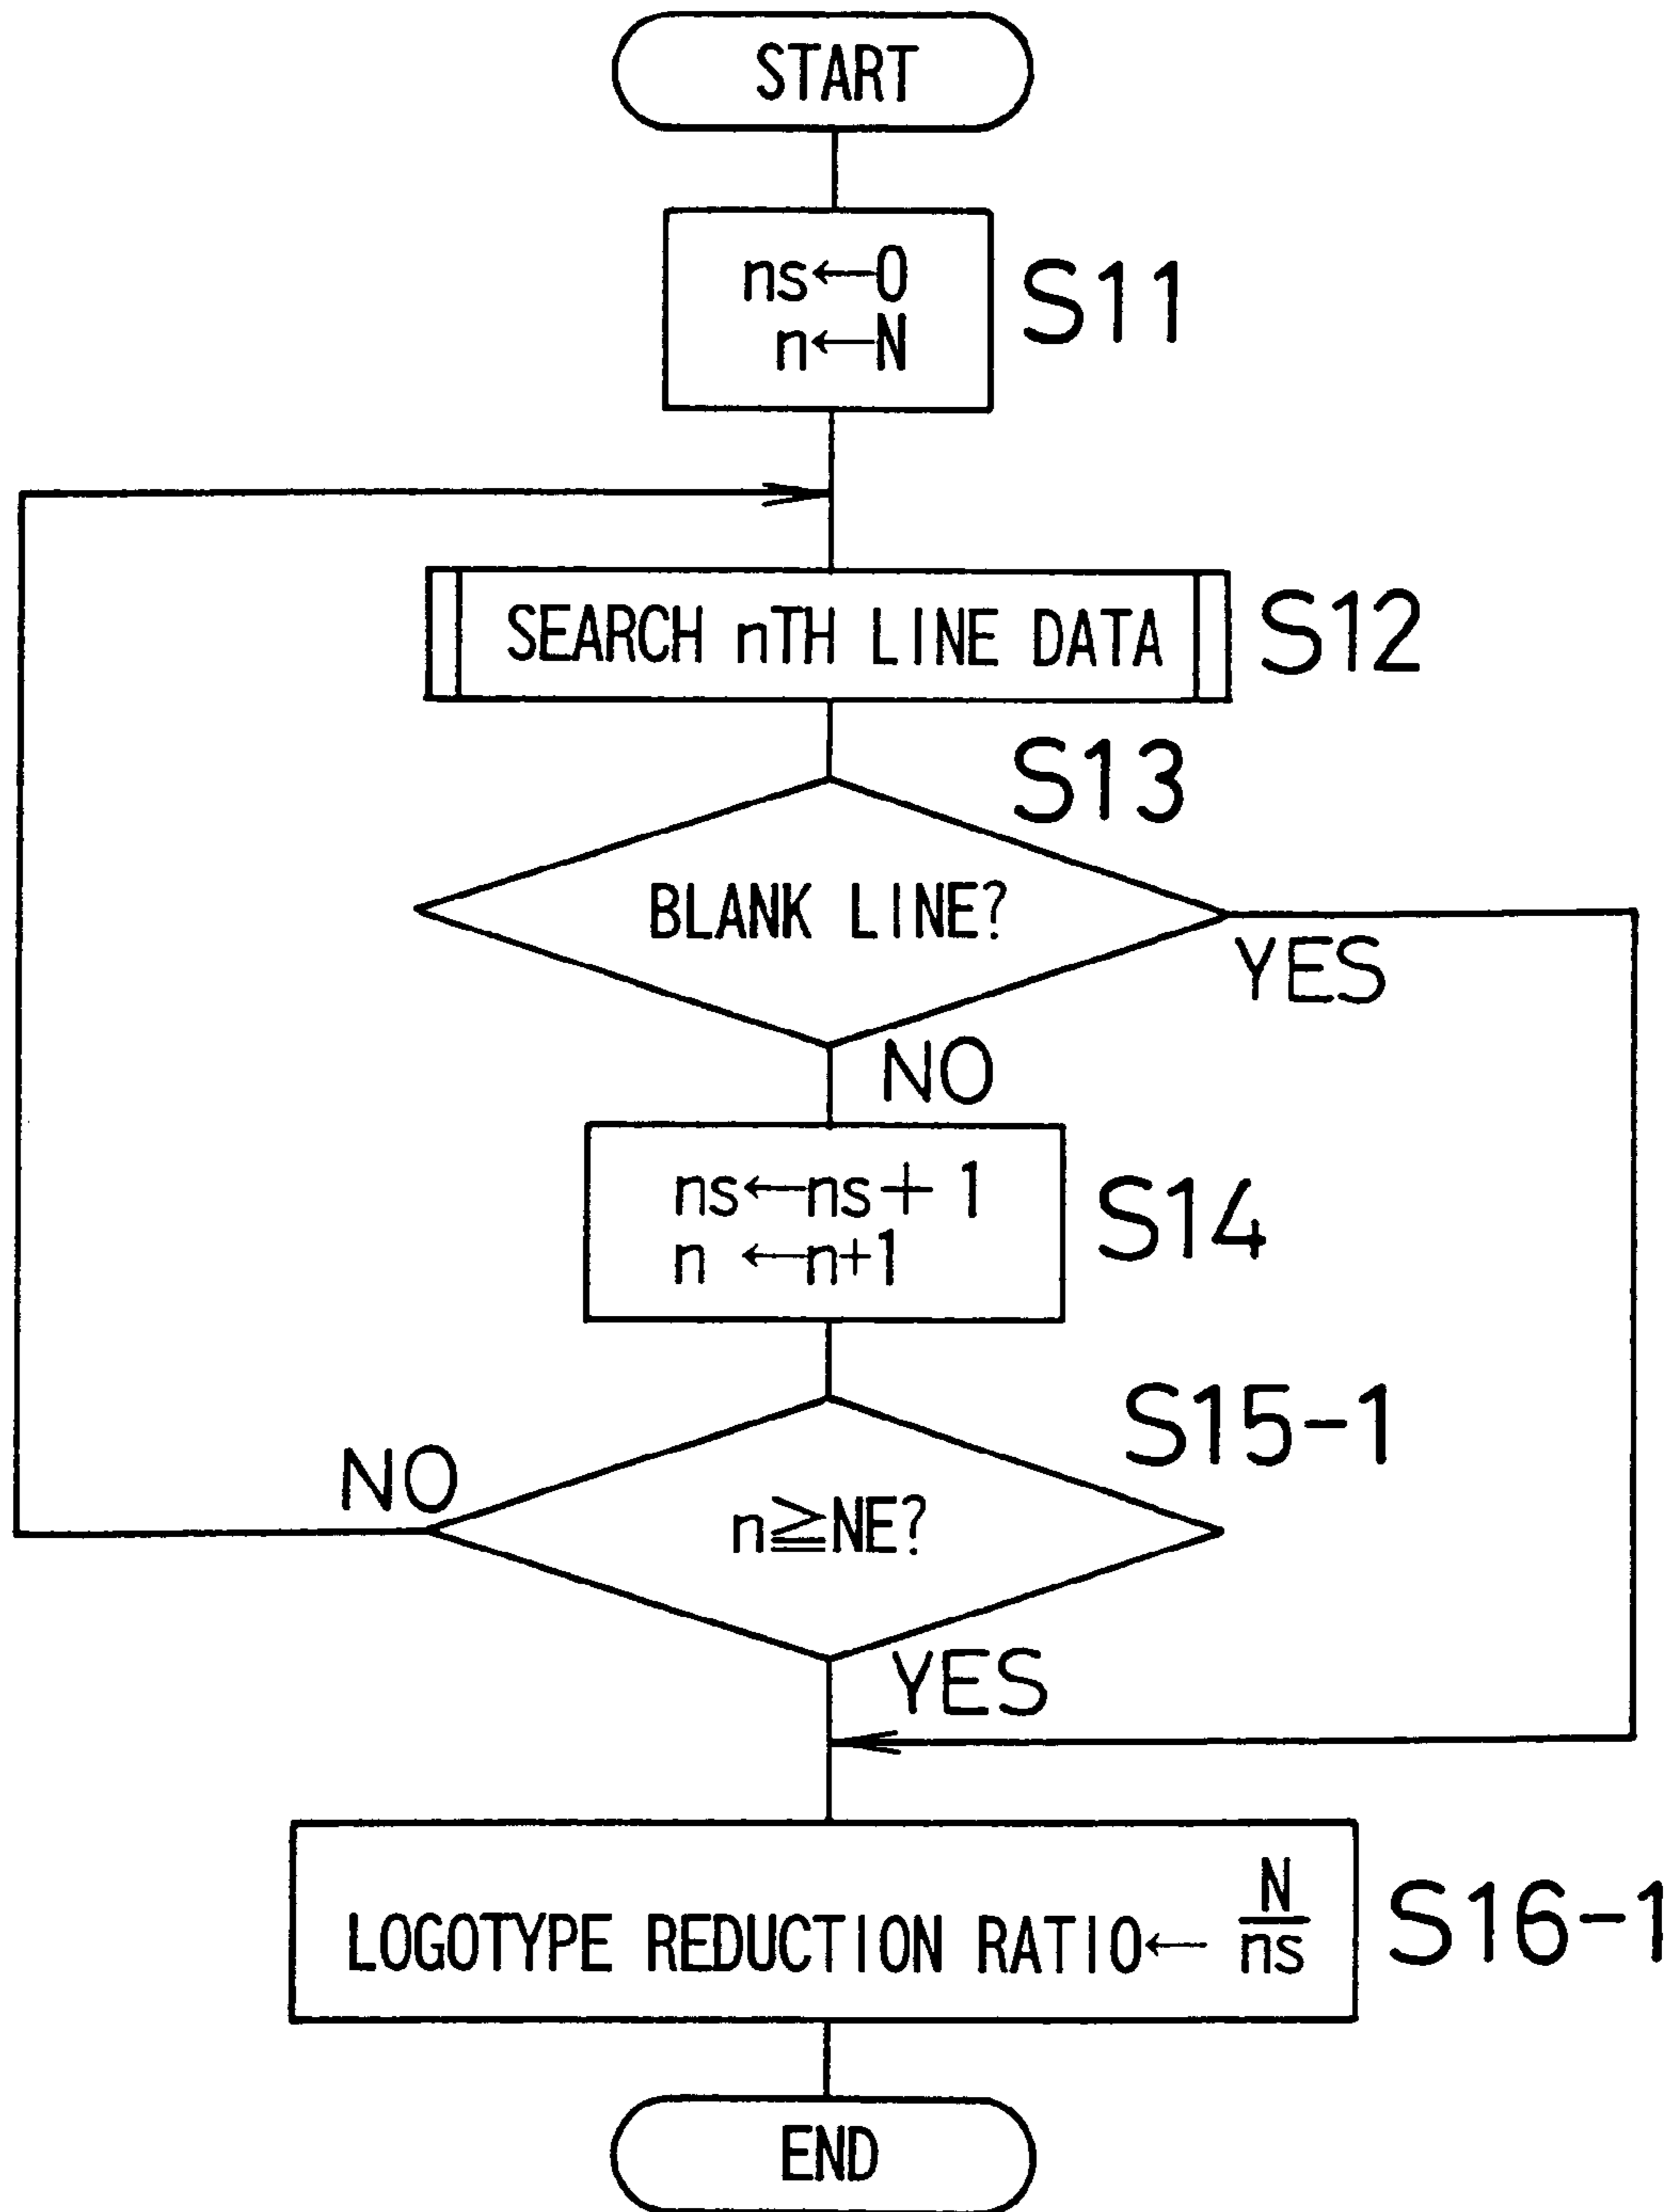 START
ns←0
n←N
S11
SEARCH nTH LINE DATA
S12
S13
BLANK LINE?
YES
NO
ns←ns+1
n ←n+1
S14
S15-1
NO
n≧NE?
YES
LOGOTYPE REDUCTION RATIO← N/ns
S16-1
END